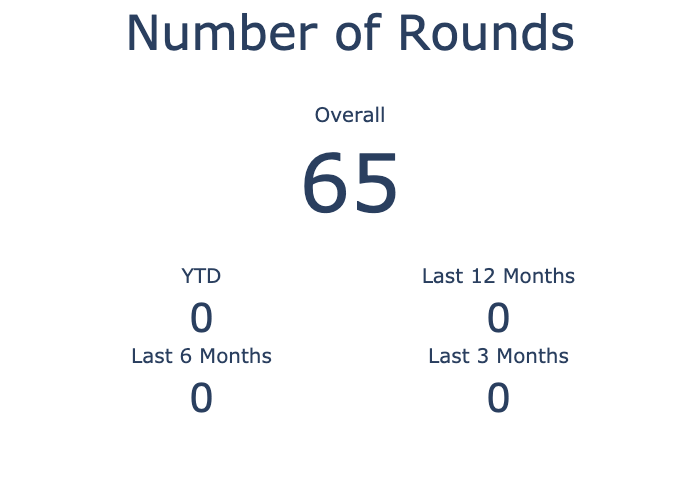 Number of Rounds
Overall
65
YTD
0
Last 12 Months
0
Last 6 Months
0
Last 3 Months
0